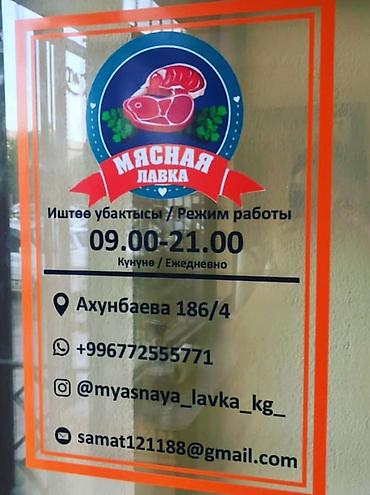 МЯСНАЯ
ЛАВКА
Иштөө убактысы / Режим работы
09.00-21.00
Күнүнө / Ежедневно
Ахунбаева 186/4
+996772555771
@myasnaya_lavka_kg_
samat121188@gmail.com